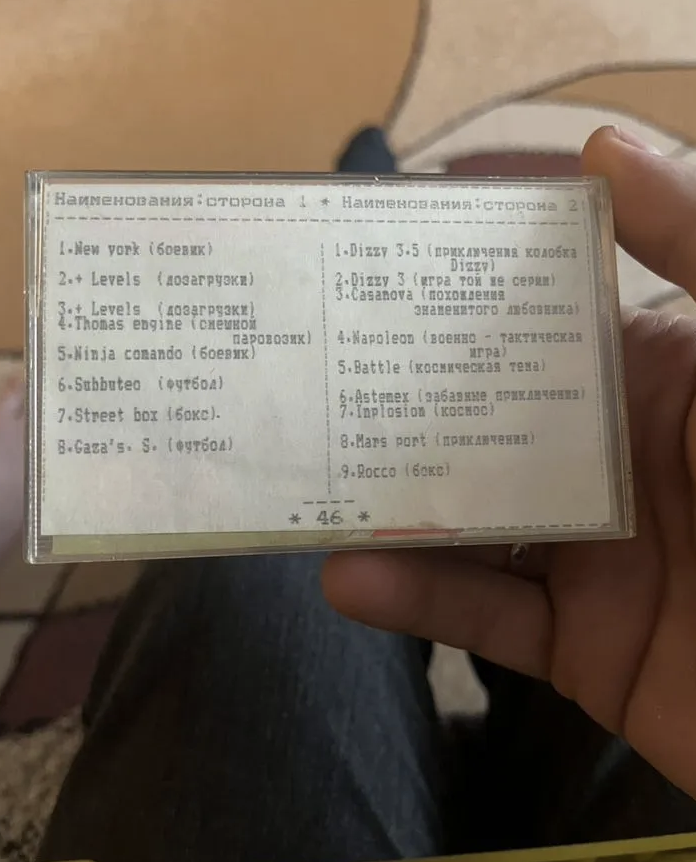 Наименования:сторона 1 * Наименования:сторона 2:
1.New york (боевик)
2.+ Levels (дозагрузки)
3.+ Levels (дозагрузки)
4.Thomas engine (смешной
паровозик)
5.Ninja comando (боевик)
6.Subbuteo (футбол)
7.Street box (бокс).
8.Gaza's. S. (футбол)
1.Dizzy 3.5 (приключения колобка
Dizzy)
2.Dizzy 3 (игра той же серии)
3.Casanova (похождения
знаменитого любовника)
4.Napoleon (военно - тактическая
игра)
5.Battle (космическая тема)
6.Astemex (забавные приключения)
7.Inplosion (космос)
8.Mars port (приключения)
9.Rocco (бокс)
* 46 *